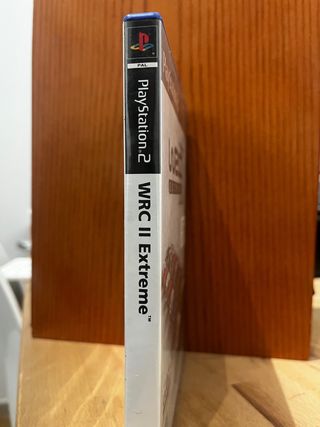 PAL
PlayStation.2
WRC II Extreme™